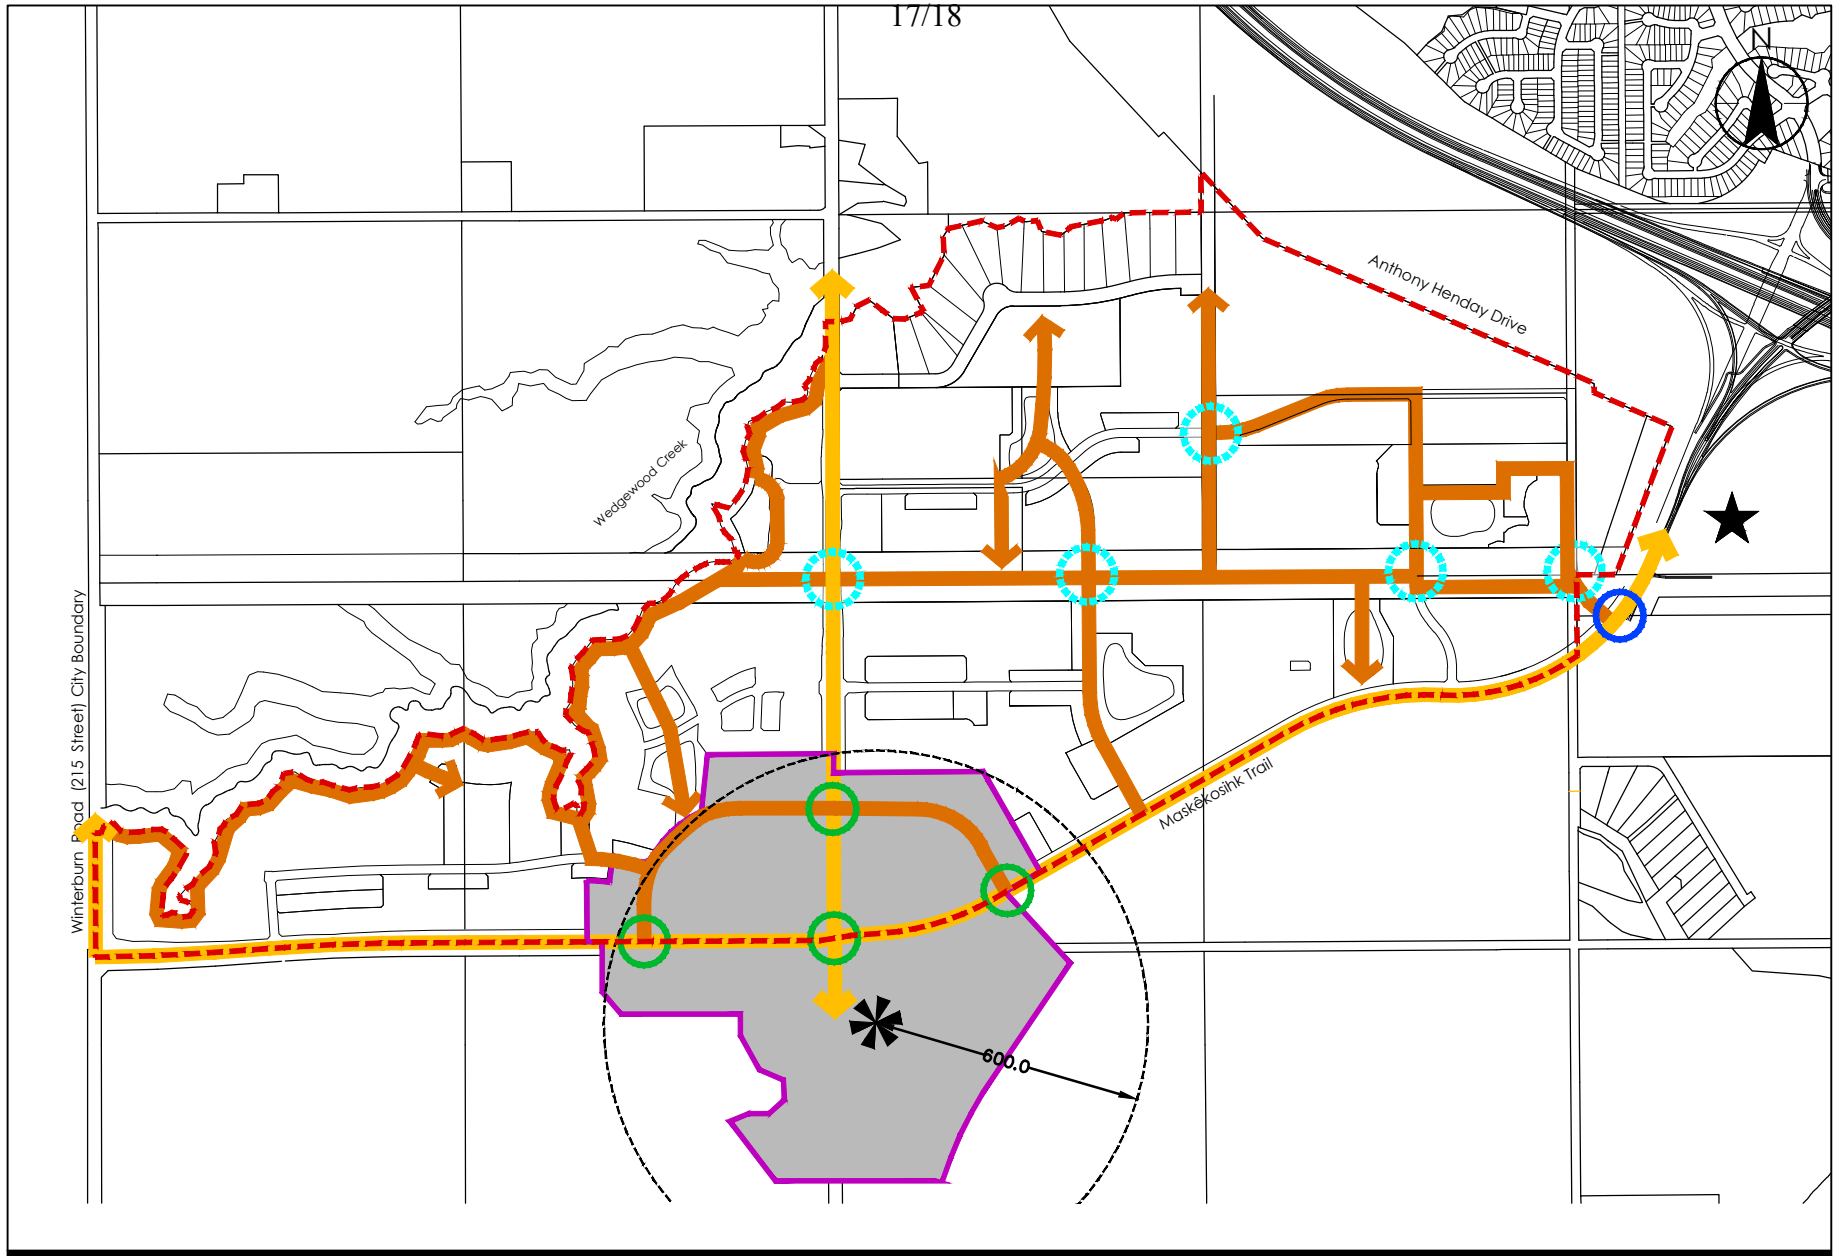 17/18
N
Anthony Henday Drive
Wedgewood Creek
Winterburn Road (215 Street) City Boundary
Maskêkosihk Trail
600.0